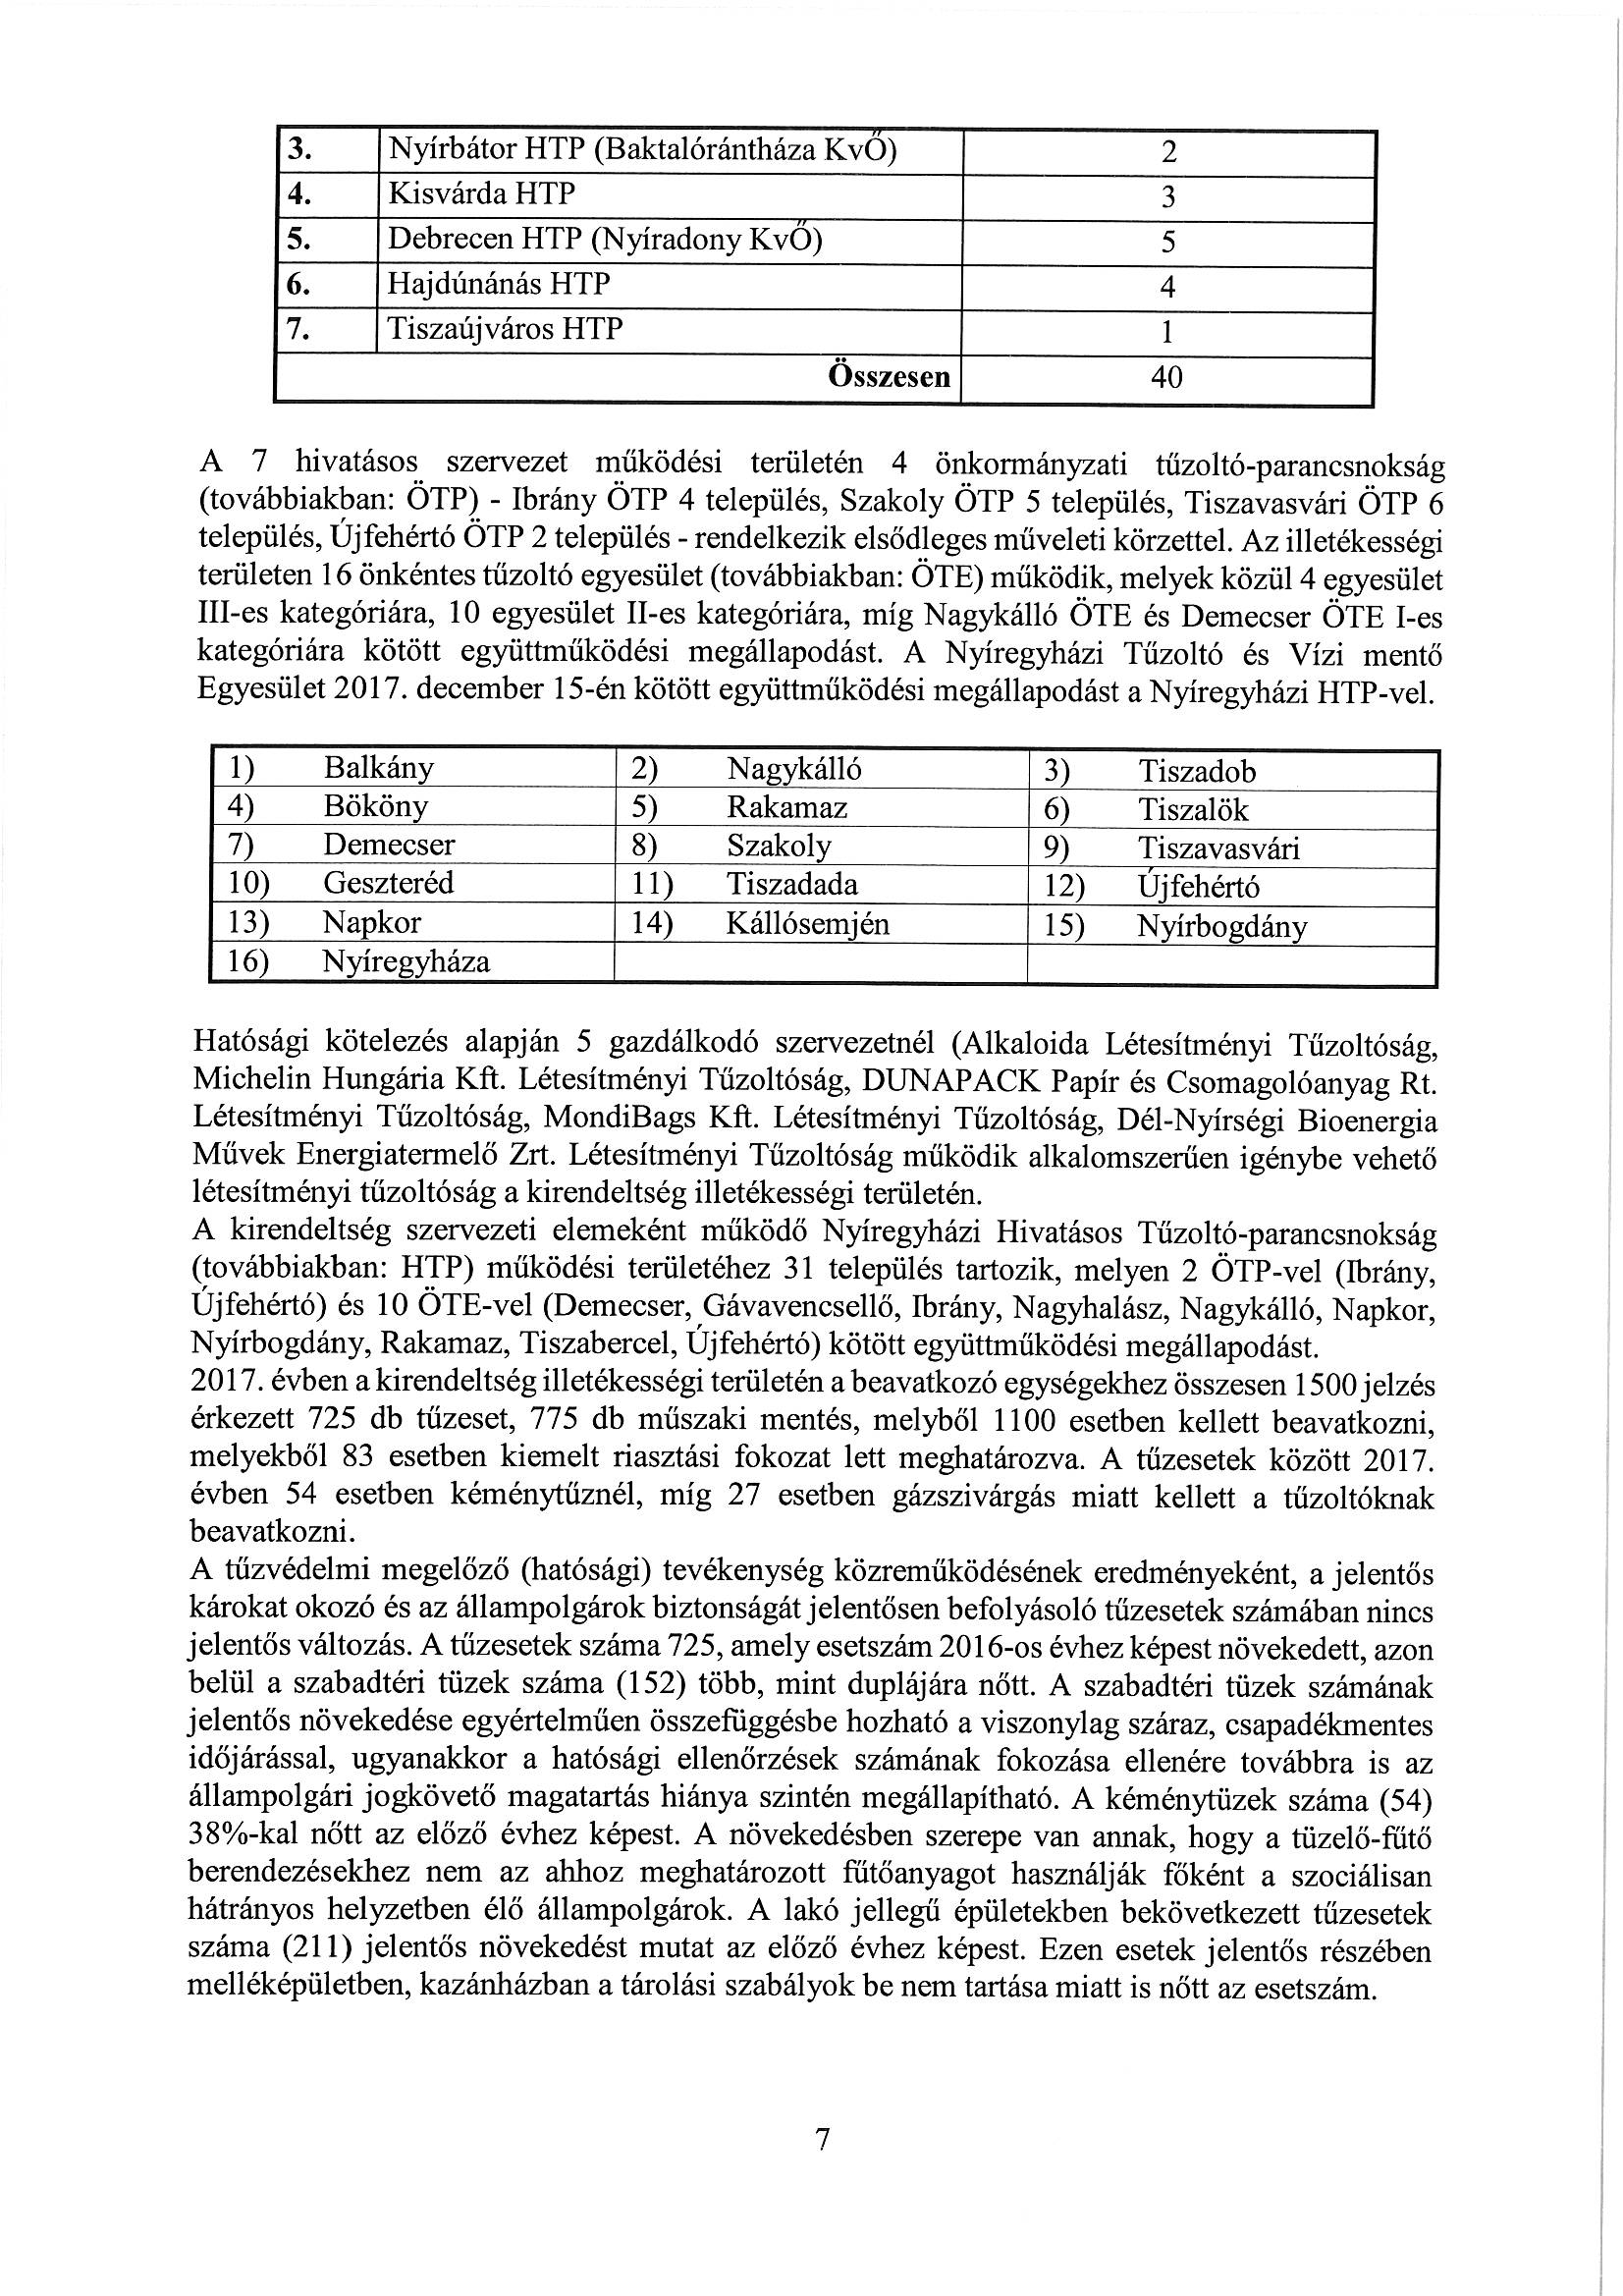 3. Nyírbátor HTP (Baktalórántháza KvŐ) 2
4. Kisvárda HTP 3
5. Debrecen HTP (Nyíradony KvŐ) 5
6. Hajdúnánás HTP 4
7. Tiszaújváros HTP 1
Összesen 40
A 7 hivatásos szervezet működési területén 4 önkormányzati tűzoltó-parancsnokság
(továbbiakban: ÖTP) - Ibrány ÖTP 4 település, Szakoly ÖTP 5 település, Tiszavasvári ÖTP 6
település, Újfehértó ÖTP 2 település - rendelkezik elsődleges műveleti körzettel. Az illetékességi
területen 16 önkéntes tűzoltó egyesület (továbbiakban: ÖTE) működik, melyek közül 4 egyesület
III-es kategóriára, 10 egyesület II-es kategóriára, míg Nagykálló ÖTE és Demecser ÖTE I-es
kategóriára kötött együttműködési megállapodást. A Nyíregyházi Tűzoltó és Vízi mentő
Egyesület 2017. december 15-én kötött együttműködési megállapodást a Nyíregyházi HTP-vel.
1) Balkány 2) Nagykálló 3) Tiszadob
4) Bököny 5) Rakamaz 6) Tiszalök
7) Demecser 8) Szakoly 9) Tiszavasvári
10) Geszteréd 11) Tiszadada 12) Újfehértó
13) Napkor 14) Kállósemjén 15) Nyírbogdány
16) Nyíregyháza
Hatósági kötelezés alapján 5 gazdálkodó szervezetnél (Alkaloida Létesítményi Tűzoltóság,
Michelin Hungária Kft. Létesítményi Tűzoltóság, DUNAPACK Papír és Csomagolóanyag Rt.
Létesítményi Tűzoltóság, MondiBags Kft. Létesítményi Tűzoltóság, Dél-Nyírségi Bioenergia
Művek Energiatermelő Zrt. Létesítményi Tűzoltóság működik alkalomszerűen igénybe vehető
létesítményi tűzoltóság a kirendeltség illetékességi területén.
A kirendeltség szervezeti elemeként működő Nyíregyházi Hivatásos Tűzoltó-parancsnokság
(továbbiakban: HTP) működési területéhez 31 település tartozik, melyen 2 ÖTP-vel (Ibrány,
Újfehértó) és 10 ÖTE-vel (Demecser, Gávavencsellő, Ibrány, Nagyhalász, Nagykálló, Napkor,
Nyírbogdány, Rakamaz, Tiszabercel, Újfehértó) kötött együttműködési megállapodást.
2017. évben a kirendeltség illetékességi területén a beavatkozó egységekhez összesen 1500 jelzés
érkezett 725 db tűzeset, 775 db műszaki mentés, melyből 1100 esetben kellett beavatkozni,
melyekből 83 esetben kiemelt riasztási fokozat lett meghatározva. A tűzesetek között 2017.
évben 54 esetben kéménytűznél, míg 27 esetben gázszivárgás miatt kellett a tűzoltóknak
beavatkozni.
A tűzvédelmi megelőző (hatósági) tevékenység közreműködésének eredményeként, a jelentős
károkat okozó és az állampolgárok biztonságát jelentősen befolyásoló tűzesetek számában nincs
jelentős változás. A tűzesetek száma 725, amely esetszám 2016-os évhez képest növekedett, azon
belül a szabadtéri tüzek száma (152) több, mint duplájára nőtt. A szabadtéri tüzek számának
jelentős növekedése egyértelműen összefüggésbe hozható a viszonylag száraz, csapadékmentes
időjárással, ugyanakkor a hatósági ellenőrzések számának fokozása ellenére továbbra is az
állampolgári jogkövető magatartás hiánya szintén megállapítható. A kéménytüzek száma (54)
38%-kal nőtt az előző évhez képest. A növekedésben szerepe van annak, hogy a tüzelő-fűtő
berendezésekhez nem az ahhoz meghatározott fűtőanyagot használják főként a szociálisan
hátrányos helyzetben élő állampolgárok. A lakó jellegű épületekben bekövetkezett tűzesetek
száma (211) jelentős növekedést mutat az előző évhez képest. Ezen esetek jelentős részében
melléképületben, kazánházban a tárolási szabályok be nem tartása miatt is nőtt az esetszám.
7